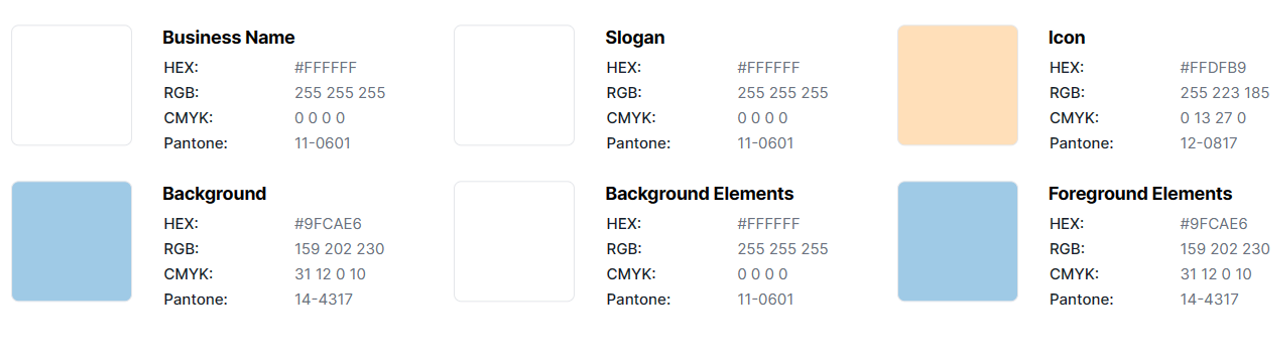 Business Name
HEX: #FFFFFF
RGB: 255 255 255
CMYK: 0 0 0 0
Pantone: 11-0601
Slogan
HEX: #FFFFFF
RGB: 255 255 255
CMYK: 0 0 0 0
Pantone: 11-0601
Icon
HEX: #FFDFB9
RGB: 255 223 185
CMYK: 0 13 27 0
Pantone: 12-0817
Background
HEX: #9FCAE6
RGB: 159 202 230
CMYK: 31 12 0 10
Pantone: 14-4317
Background Elements
HEX: #FFFFFF
RGB: 255 255 255
CMYK: 0 0 0 0
Pantone: 11-0601
Foreground Elements
HEX: #9FCAE6
RGB: 159 202 230
CMYK: 31 12 0 10
Pantone: 14-4317